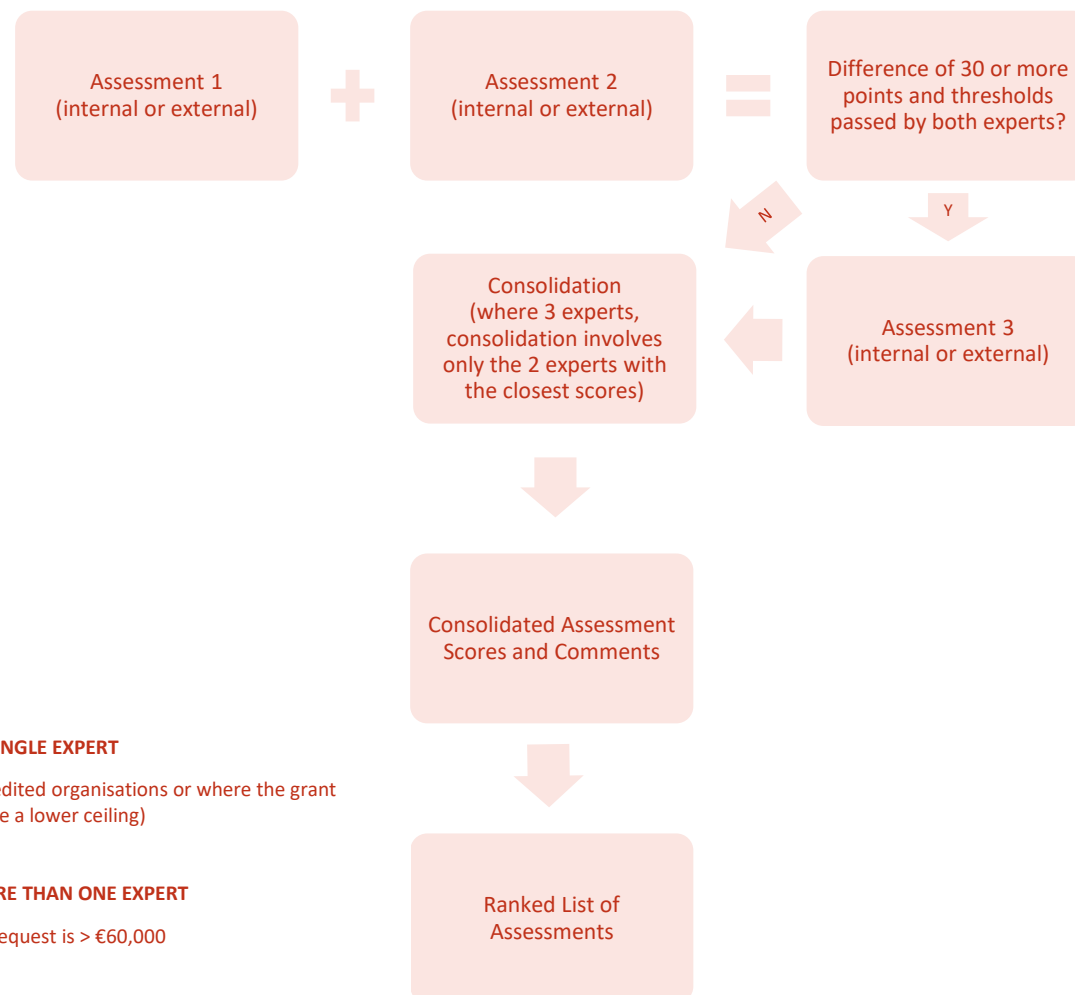 Assessment 1
(internal or external)
Assessment 2
(internal or external)
Difference of 30 or more
points and thresholds
passed by both experts?
N
Y
Consolidation
(where 3 experts,
consolidation involves
only the 2 experts with
the closest scores)
Assessment 3
(internal or external)
Consolidated Assessment
Scores and Comments
NGLE EXPERT
edited organisations or where the grant
e a lower ceiling)
RE THAN ONE EXPERT
equest is > €60,000
Ranked List of
Assessments